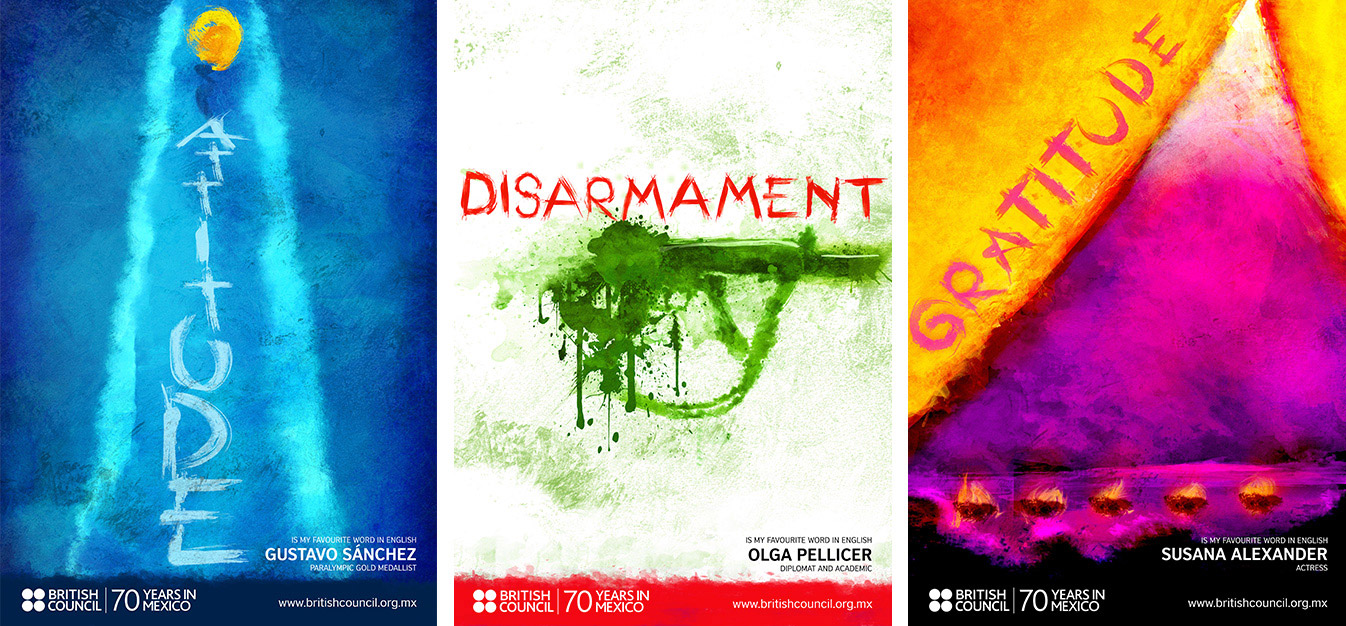 ATTITUDE
IS MY FAVOURITE WORD IN ENGLISH
GUSTAVO SÁNCHEZ
PARALYMPIC GOLD MEDALLIST
BRITISH COUNCIL
70 YEARS IN MEXICO
www.britishcouncil.org.mx
DISARMAMENT
IS MY FAVOURITE WORD IN ENGLISH
OLGA PELLICER
DIPLOMAT AND ACADEMIC
BRITISH COUNCIL
70 YEARS IN MEXICO
www.britishcouncil.org.mx
GRATITUDE
IS MY FAVOURITE WORD IN ENGLISH
SUSANA ALEXANDER
ACTRESS
BRITISH COUNCIL
70 YEARS IN MEXICO
www.britishcouncil.org.mx